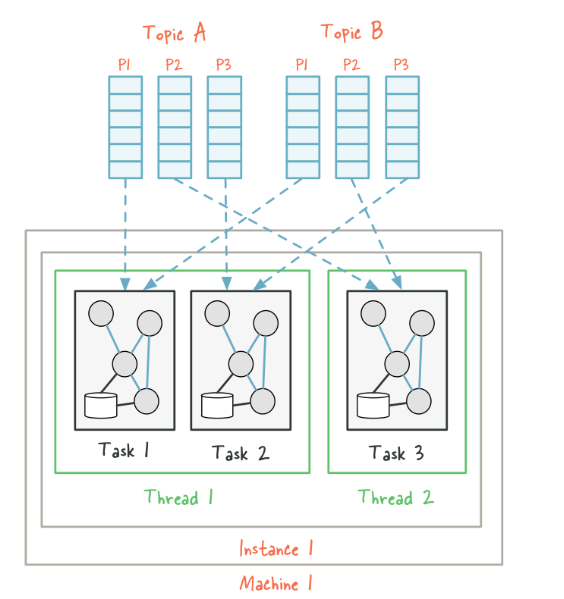 Topic A Topic B
P1 P2 P3 P1 P2 P3
Task 1 Task 2 Task 3
Thread 1 Thread 2
Instance 1
Machine 1